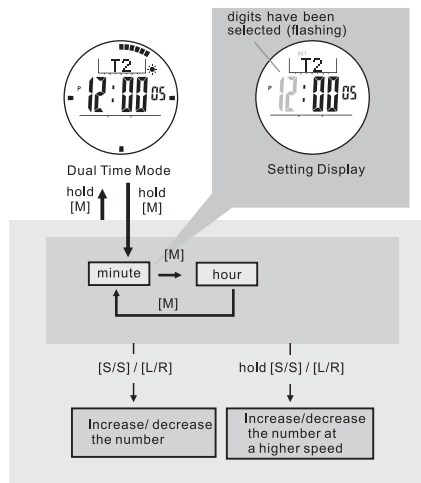 digits have been
selected (flashing)
T2
P 12:00 05
SET
T2
P 12:00 05
Dual Time Mode
Setting Display
hold
[M]
hold
[M]
minute
[M]
hour
[M]
[S/S] / [L/R]
hold [S/S] / [L/R]
Increase/ decrease
the number
Increase/decrease
the number at
a higher speed